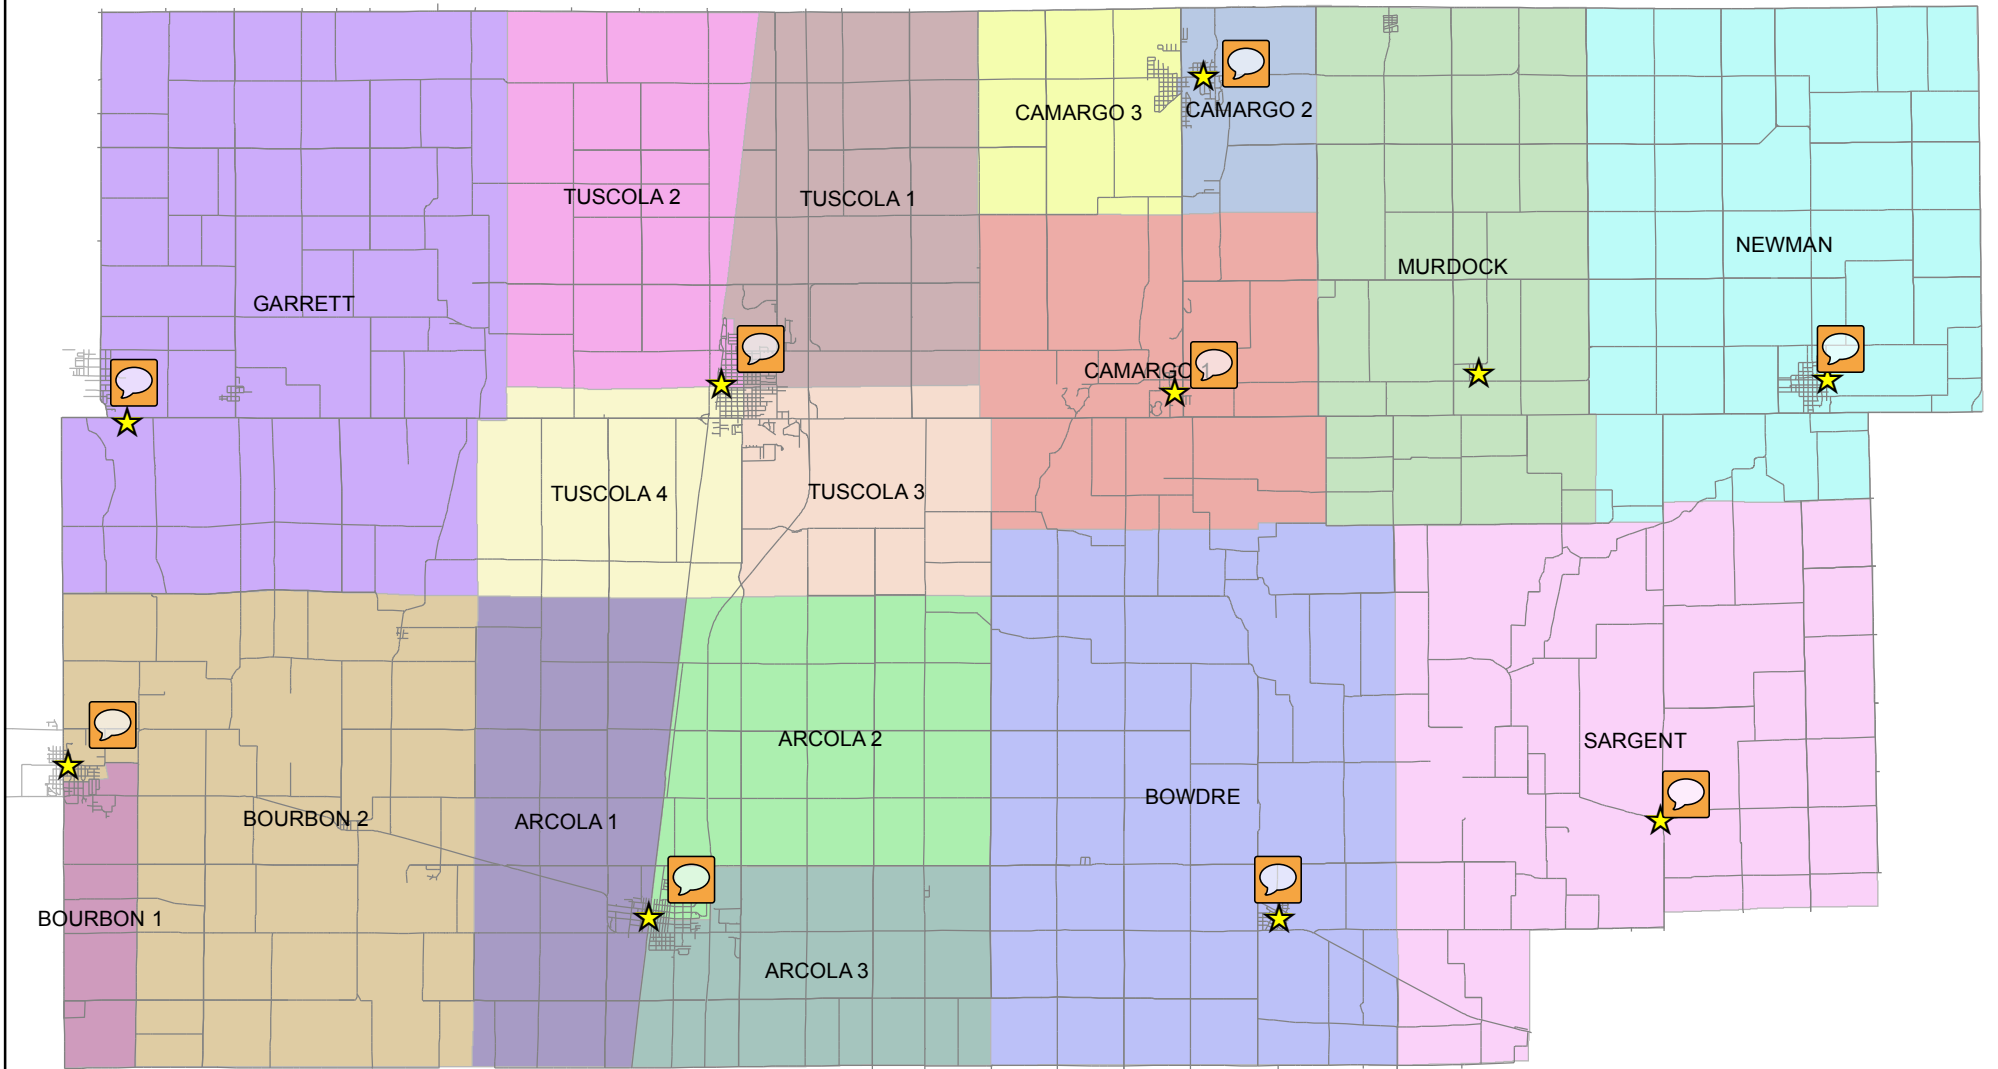 CAMARGO 3
CAMARGO 2
TUSCOLA 2
TUSCOLA 1
NEWMAN
MURDOCK
GARRETT
CAMARGO 1
TUSCOLA 4
TUSCOLA 3
ARCOLA 2
SARGENT
BOWDRE
BOURBON 2
ARCOLA 1
BOURBON 1
ARCOLA 3